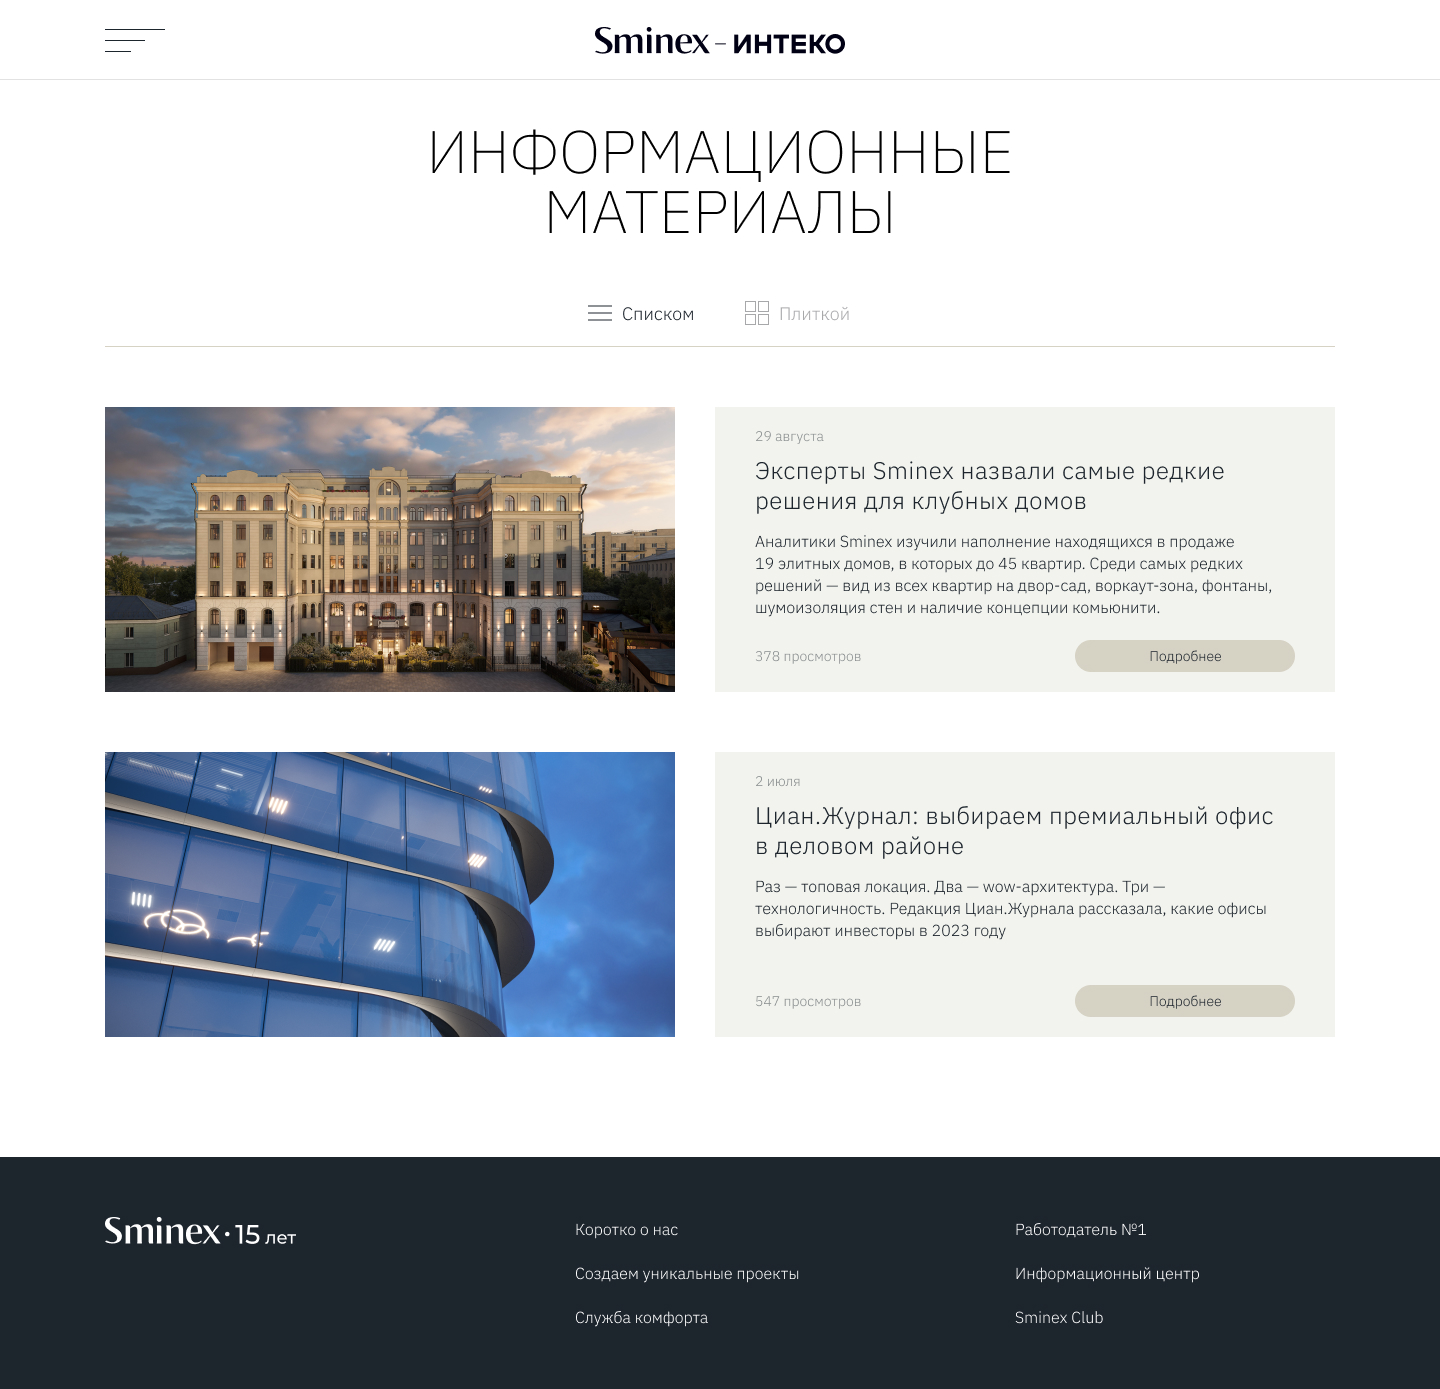 Sminex – ИНТЕКО
ИНФОРМАЦИОННЫЕ
МАТЕРИАЛЫ
Списком
Плиткой
29 августа
Эксперты Sminex назвали самые редкие
решения для клубных домов
Аналитики Sminex изучили наполнение находящихся в продаже
19 элитных домов, в которых до 45 квартир. Среди самых редких
решений — вид из всех квартир на двор-сад, воркаут-зона, фонтаны,
шумоизоляция стен и наличие концепции комьюнити.
378 просмотров
Подробнее
2 июля
Циан.Журнал: выбираем премиальный офис
в деловом районе
Раз — топовая локация. Два — wow-архитектура. Три —
технологичность. Редакция Циан.Журнала рассказала, какие офисы
выбирают инвесторы в 2023 году
547 просмотров
Подробнее
Sminex · 15 лет
Коротко о нас
Создаем уникальные проекты
Служба комфорта
Работодатель №1
Информационный центр
Sminex Club